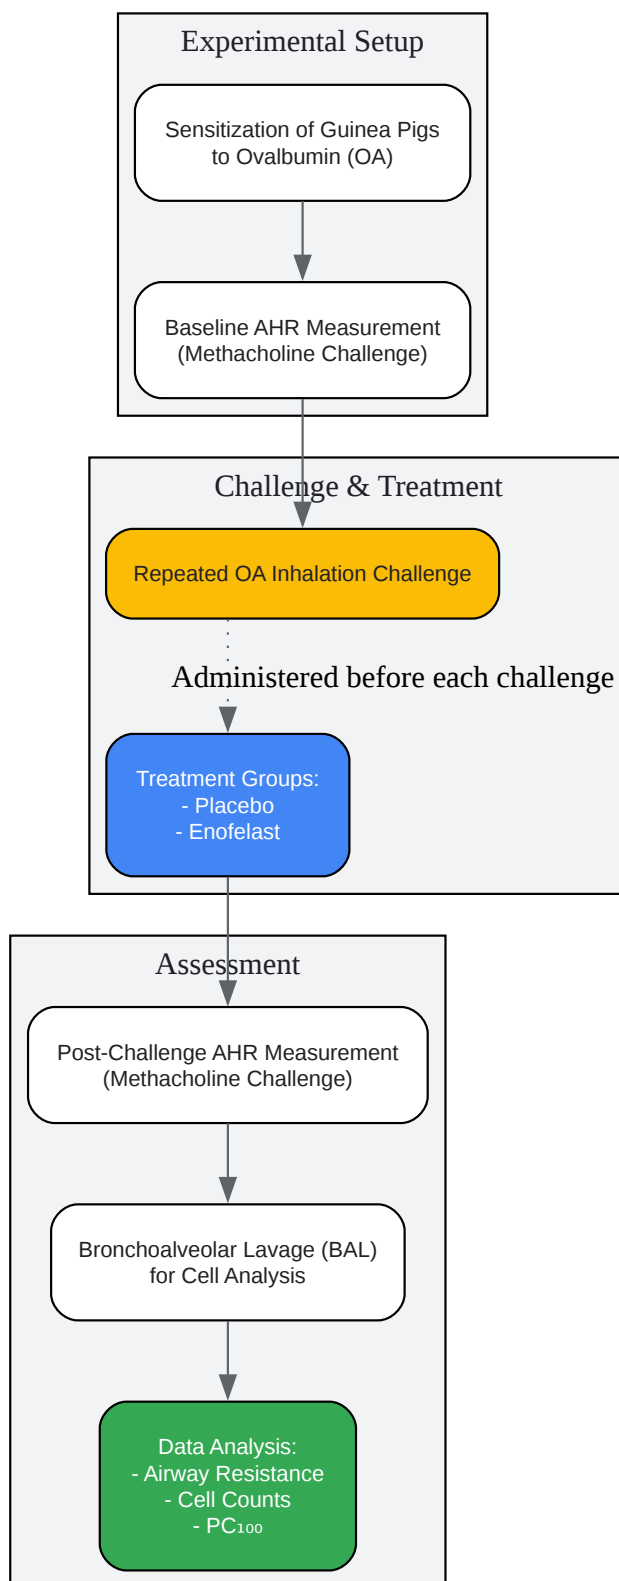 Experimental Setup
Sensitization of Guinea Pigs
to Ovalbumin (OA)
Baseline AHR Measurement
(Methacholine Challenge)
Challenge & Treatment
Repeated OA Inhalation Challenge
Administered before each challenge
Treatment Groups:
- Placebo
- Enofelast
Assessment
Post-Challenge AHR Measurement
(Methacholine Challenge)
Bronchoalveolar Lavage (BAL)
for Cell Analysis
Data Analysis:
- Airway Resistance
- Cell Counts
- PC₁₀₀